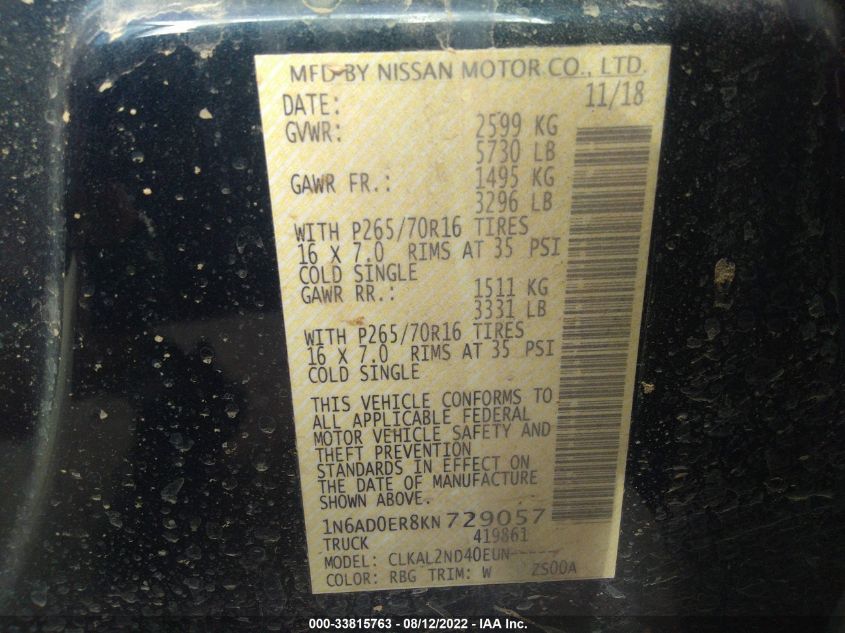 MFD BY NISSAN MOTOR CO., LTD.
DATE: 11/18
GVWR: 2599 KG
5730 LB
GAWR FR.: 1495 KG
3296 LB
WITH P265/70R16 TIRES
16 X 7.0 RIMS AT 35 PSI
COLD SINGLE
GAWR RR.: 1511 KG
3331 LB
WITH P265/70R16 TIRES
16 X 7.0 RIMS AT 35 PSI
COLD SINGLE
THIS VEHICLE CONFORMS TO
ALL APPLICABLE FEDERAL
MOTOR VEHICLE SAFETY AND
THEFT PREVENTION
STANDARDS IN EFFECT ON
THE DATE OF MANUFACTURE
SHOWN ABOVE.
1N6AD0ER8KN729057
TRUCK 419861
MODEL: CLKAL2ND40EUN-----
COLOR: RBG TRIM: W ZS00A
000-33815763 - 08/12/2022 - IAA Inc.